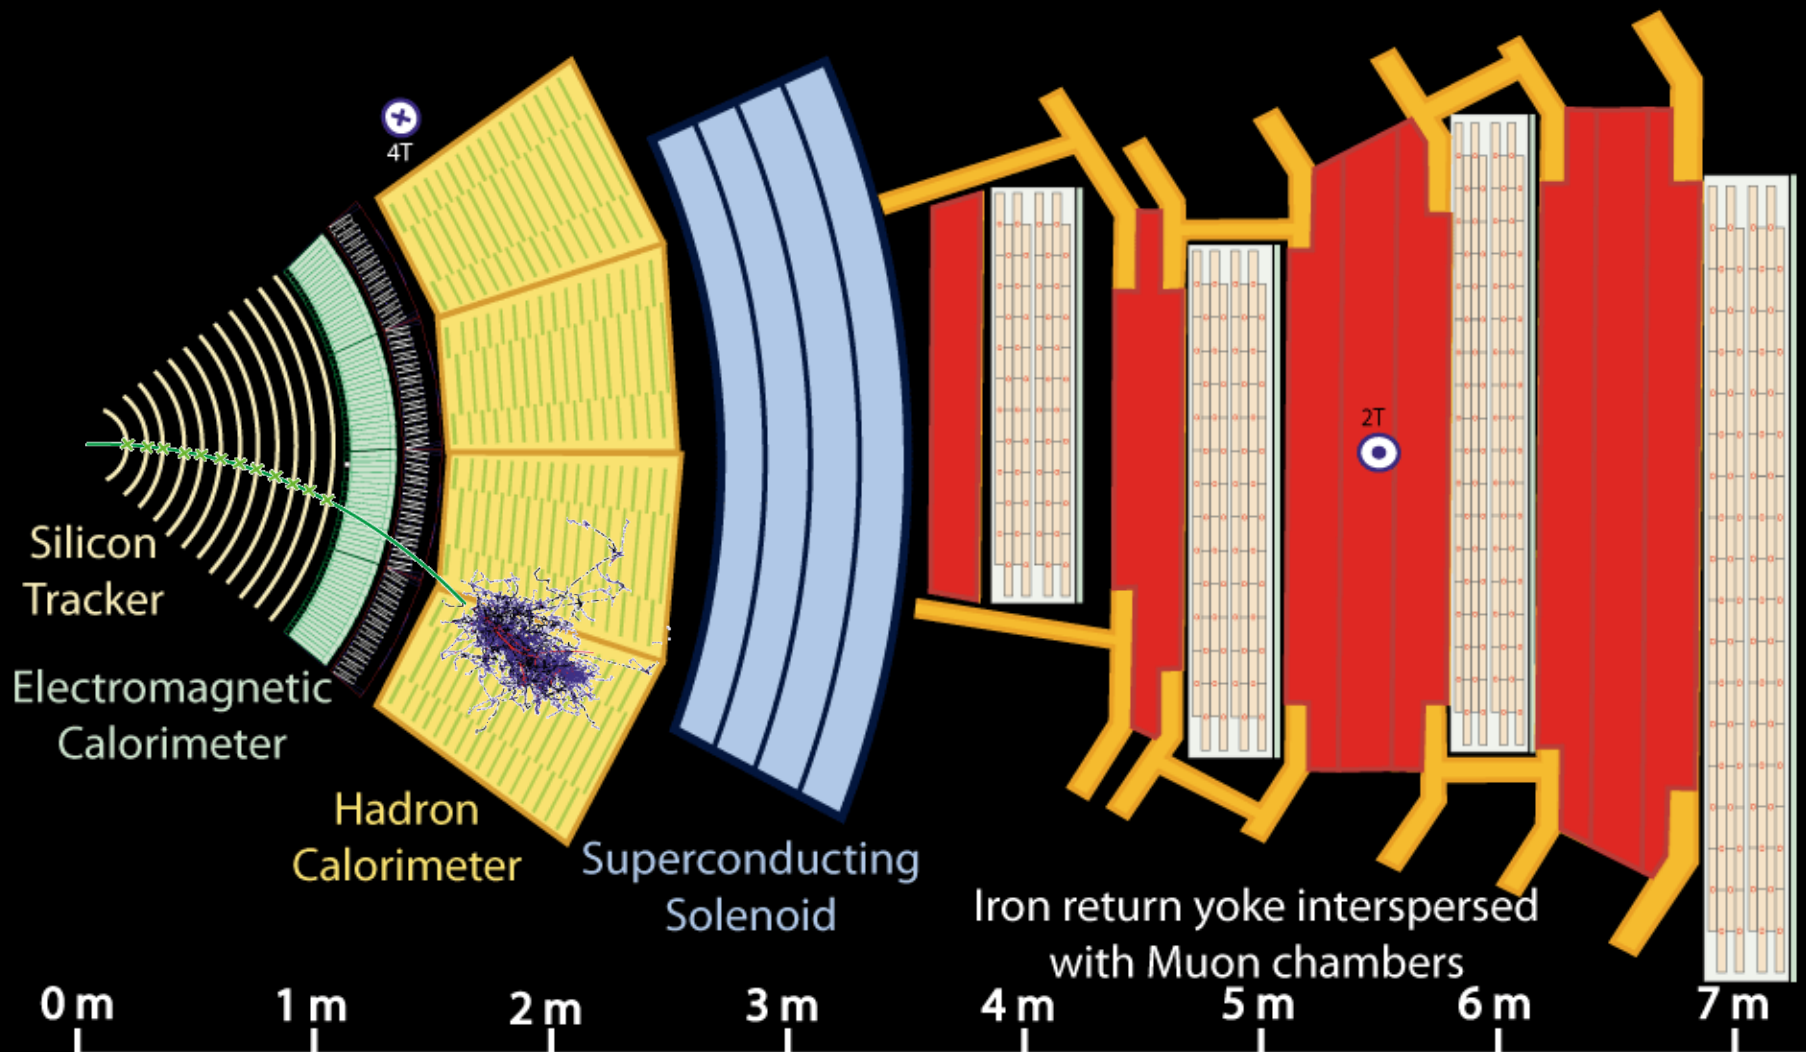 4T
2T
Silicon
Tracker
Electromagnetic
Calorimeter
Hadron
Calorimeter
Superconducting
Solenoid
Iron return yoke interspersed
with Muon chambers
0 m 1 m 2 m 3 m 4 m 5 m 6 m 7 m